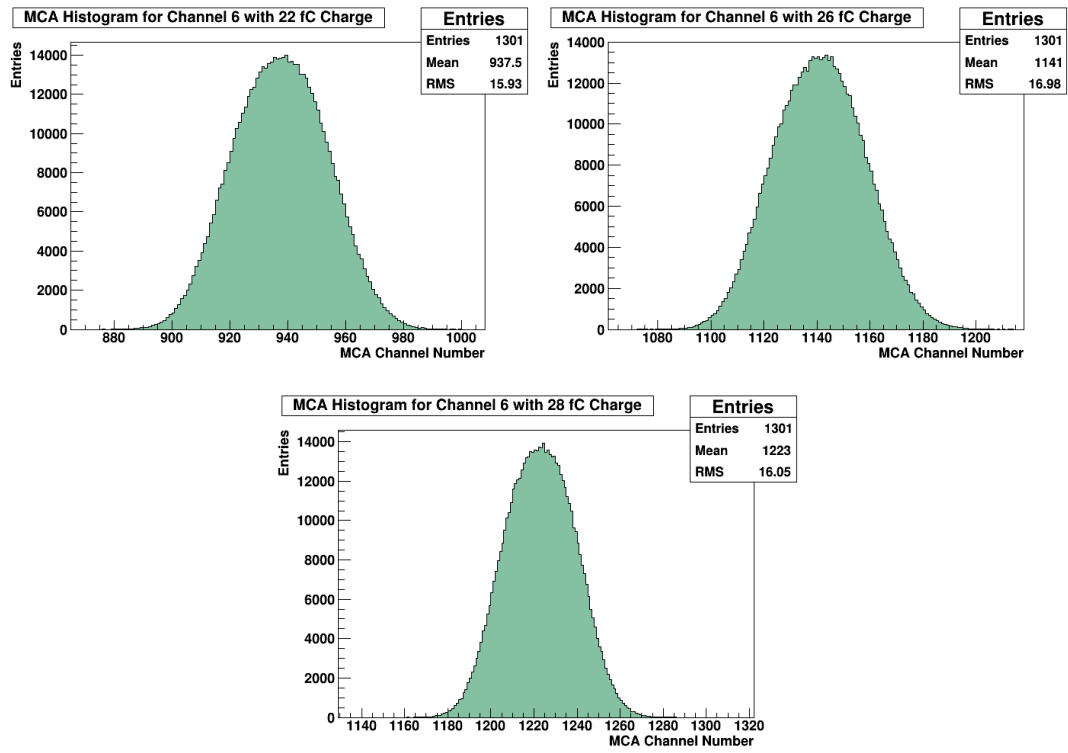 MCA Histogram for Channel 6 with 22 fC Charge
Entries
Entries 1301
Mean 937.5
RMS 15.93
Entries
14000
12000
10000
8000
6000
4000
2000
0
880 900 920 940 960 980 1000
MCA Channel Number
MCA Histogram for Channel 6 with 26 fC Charge
Entries
Entries 1301
Mean 1141
RMS 16.98
Entries
14000
12000
10000
8000
6000
4000
2000
0
1080 1100 1120 1140 1160 1180 1200
MCA Channel Number
MCA Histogram for Channel 6 with 28 fC Charge
Entries
Entries 1301
Mean 1223
RMS 16.05
Entries
14000
12000
10000
8000
6000
4000
2000
0
1140 1160 1180 1200 1220 1240 1260 1280 1300 1320
MCA Channel Number